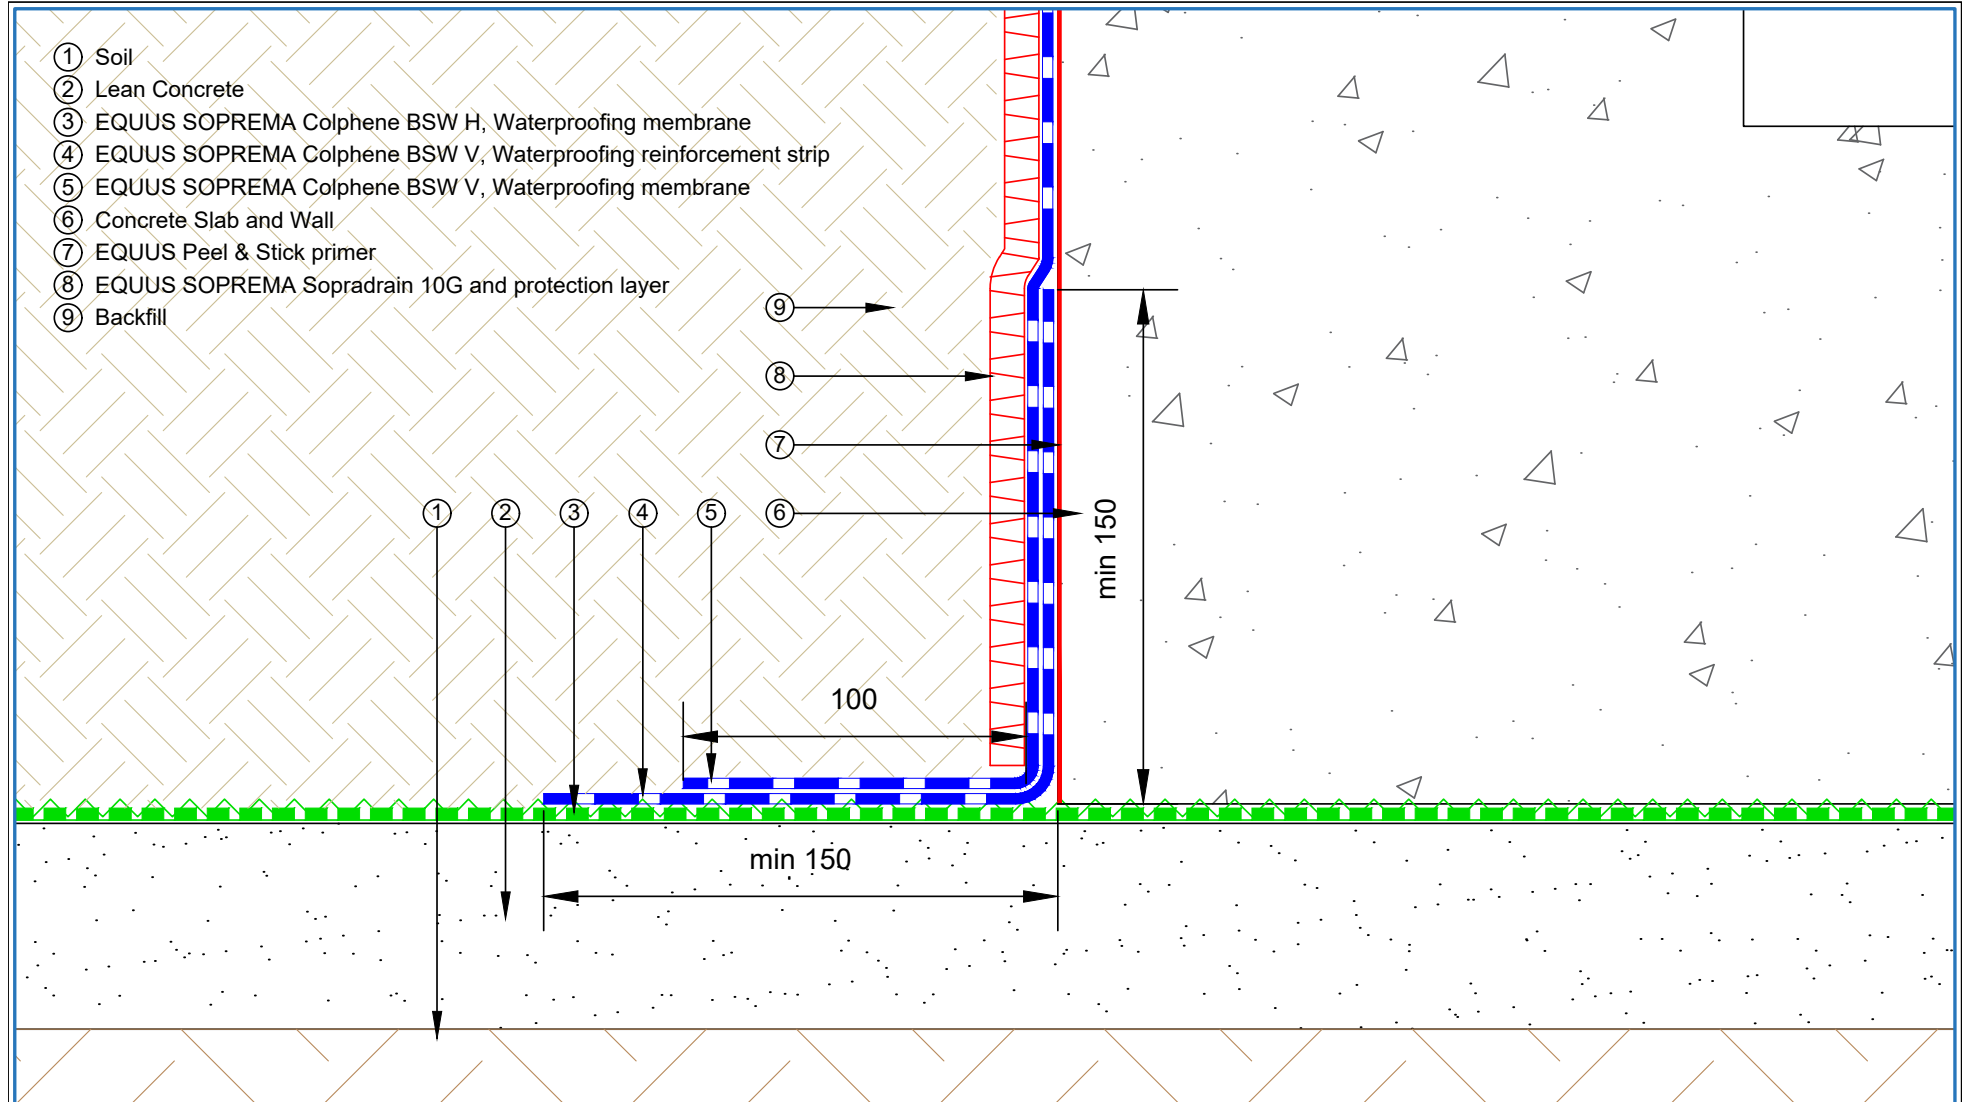 ① Soil
② Lean Concrete
③ EQUUS SOPREMA Colphene BSW H, Waterproofing membrane
④ EQUUS SOPREMA Colphene BSW V, Waterproofing reinforcement strip
⑤ EQUUS SOPREMA Colphene BSW V, Waterproofing membrane
⑥ Concrete Slab and Wall
⑦ EQUUS Peel & Stick primer
⑧ EQUUS SOPREMA Sopradrain 10G and protection layer
⑨ Backfill
⑨
⑧
⑦
① ② ③ ④ ⑤ ⑥
min 150
100
min 150